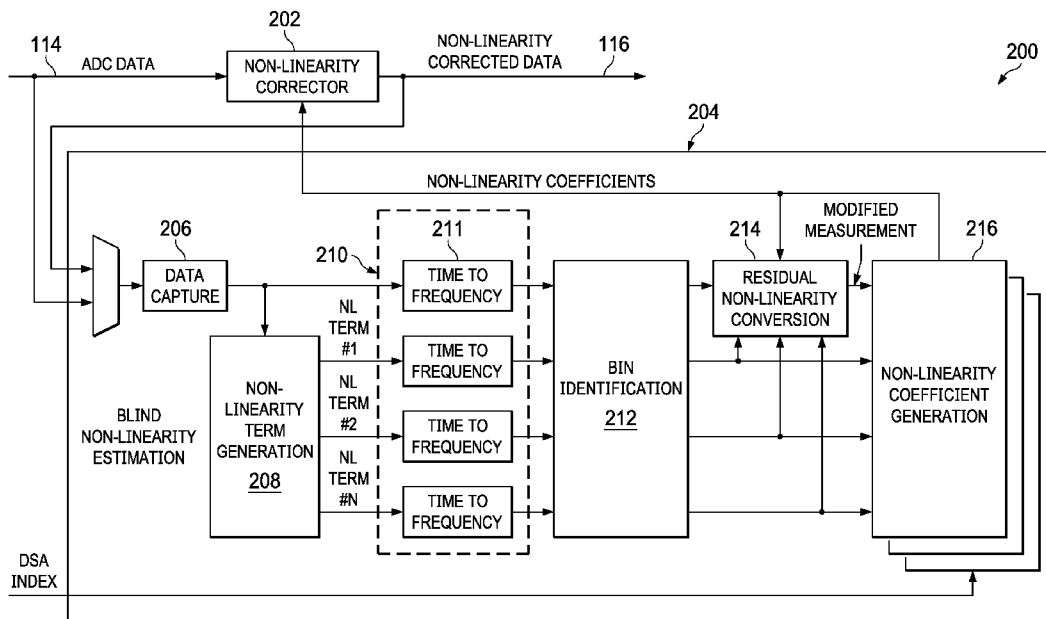 202
114
ADC DATA
NON-LINEARITY
CORRECTOR
NON-LINEARITY
CORRECTED DATA
116
200
204
NON-LINEARITY COEFFICIENTS
206
DATA
CAPTURE
210
211
TIME TO
FREQUENCY
214
MODIFIED
MEASUREMENT
216
RESIDUAL
NON-LINEARITY
CONVERSION
NL
TERM
#1
TIME TO
FREQUENCY
NON-
LINEARITY
TERM
GENERATION
208
BLIND
NON-LINEARITY
ESTIMATION
NL
TERM
#2
TIME TO
FREQUENCY
NL
TERM
#N
TIME TO
FREQUENCY
BIN
IDENTIFICATION
212
NON-LINEARITY
COEFFICIENT
GENERATION
DSA
INDEX